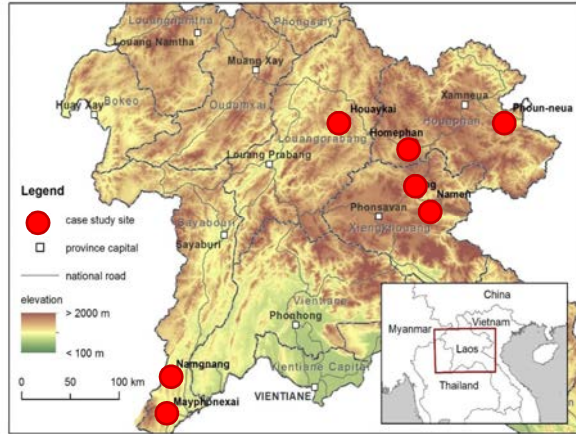 Louangnamtha
Louang Namtha
Phongsaly
Muang Xay
Oudomxai
Huay Xay
Bokeo
Houaykai
Louangprabang
Xamneua
Houaphan
Phoun-neua
Homephan
Louang Prabang
Namen
Phonsavan
Xiengkhouang
Xayabouri
Sayaburi
Vientiane
Phonhong
Vientiane Capital
VIENTIANE
Namgnang
Mayphonexai
Legend
case study site
province capital
national road
elevation
> 2000 m
< 100 m
0 50 100 km
China
Myanmar
Vietnam
Laos
Thailand